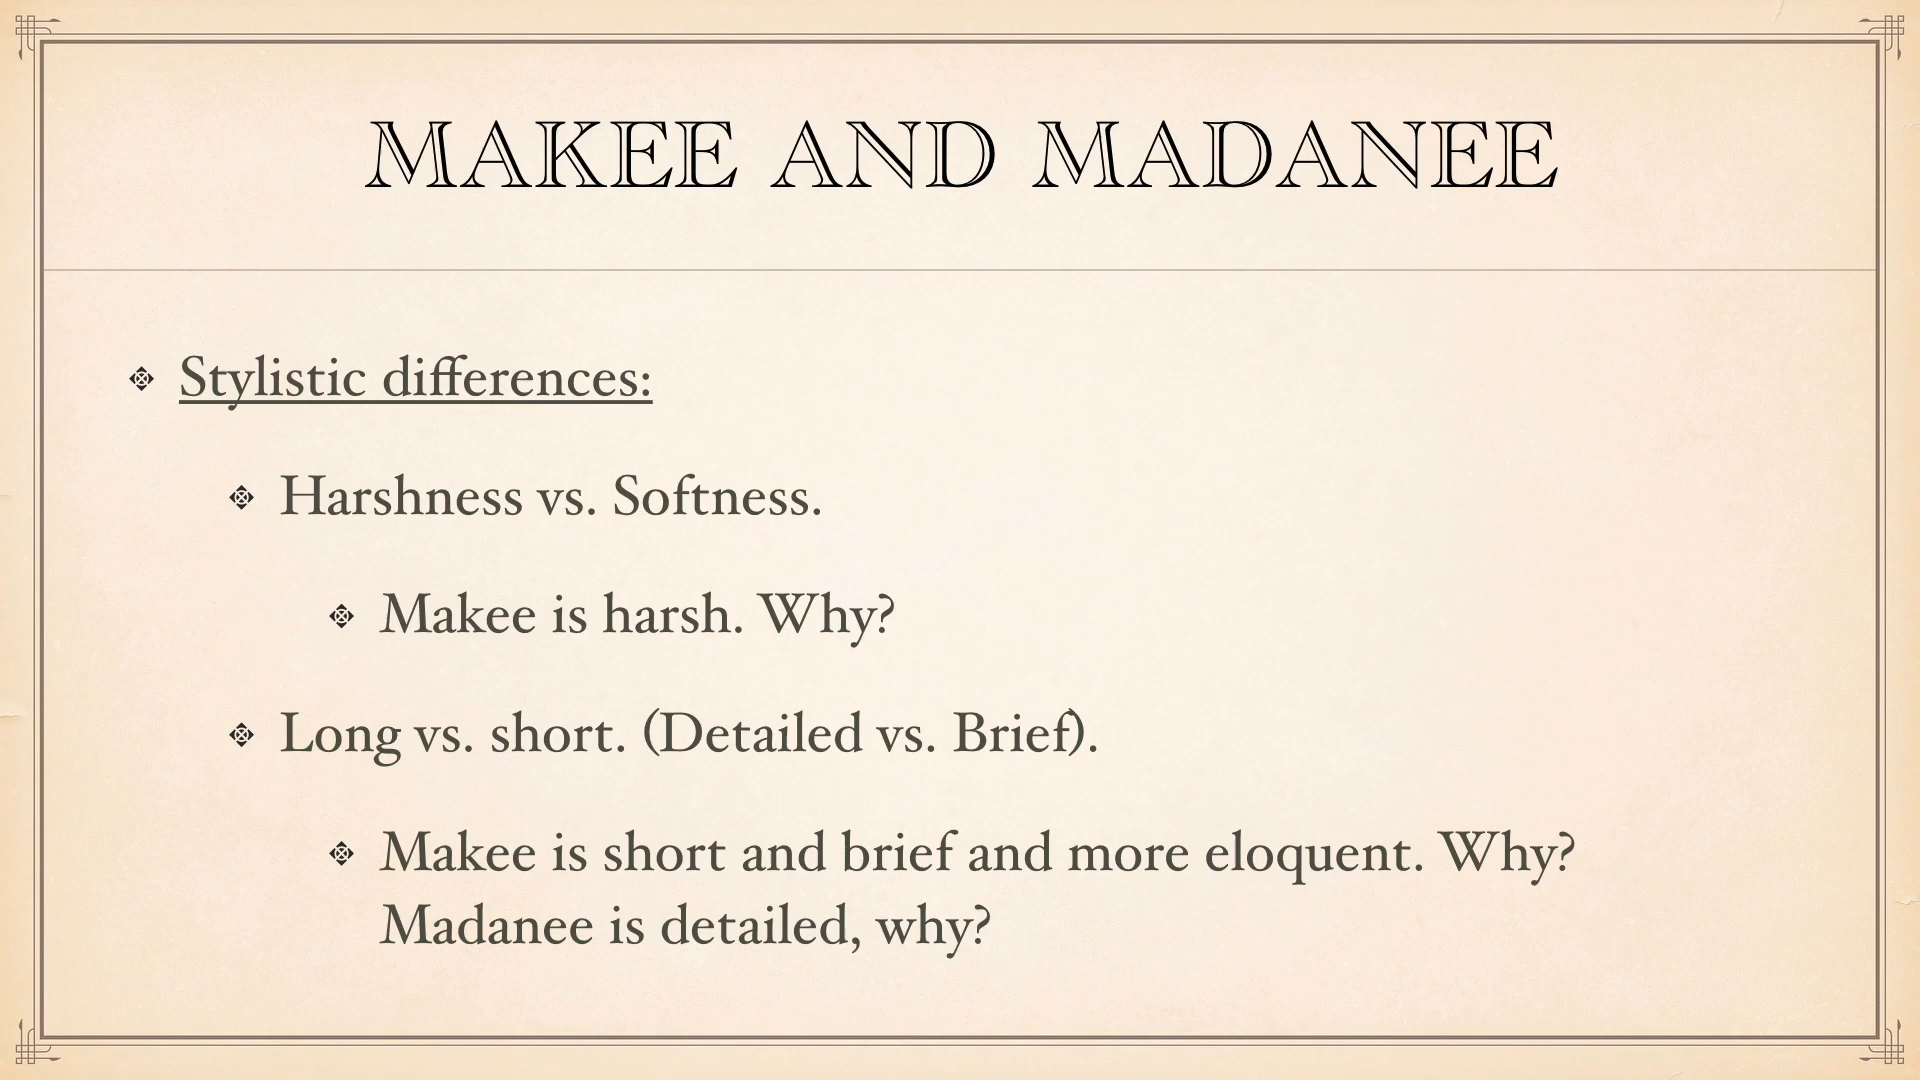 MAKEE AND MADANEE
Stylistic differences:
Harshness vs. Softness.
Makee is harsh. Why?
Long vs. short. (Detailed vs. Brief).
Makee is short and brief and more eloquent. Why?
Madanee is detailed, why?